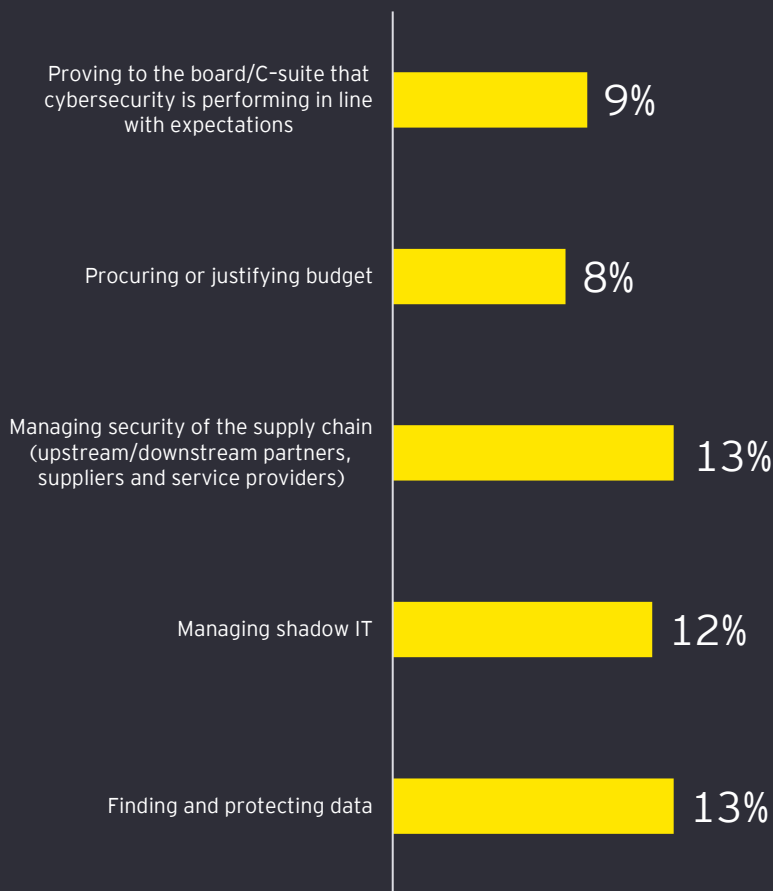 Proving to the board/C-suite that
cybersecurity is performing in line
with expectations
9%
Procuring or justifying budget
8%
Managing security of the supply chain
(upstream/downstream partners,
suppliers and service providers)
13%
Managing shadow IT
12%
Finding and protecting data
13%